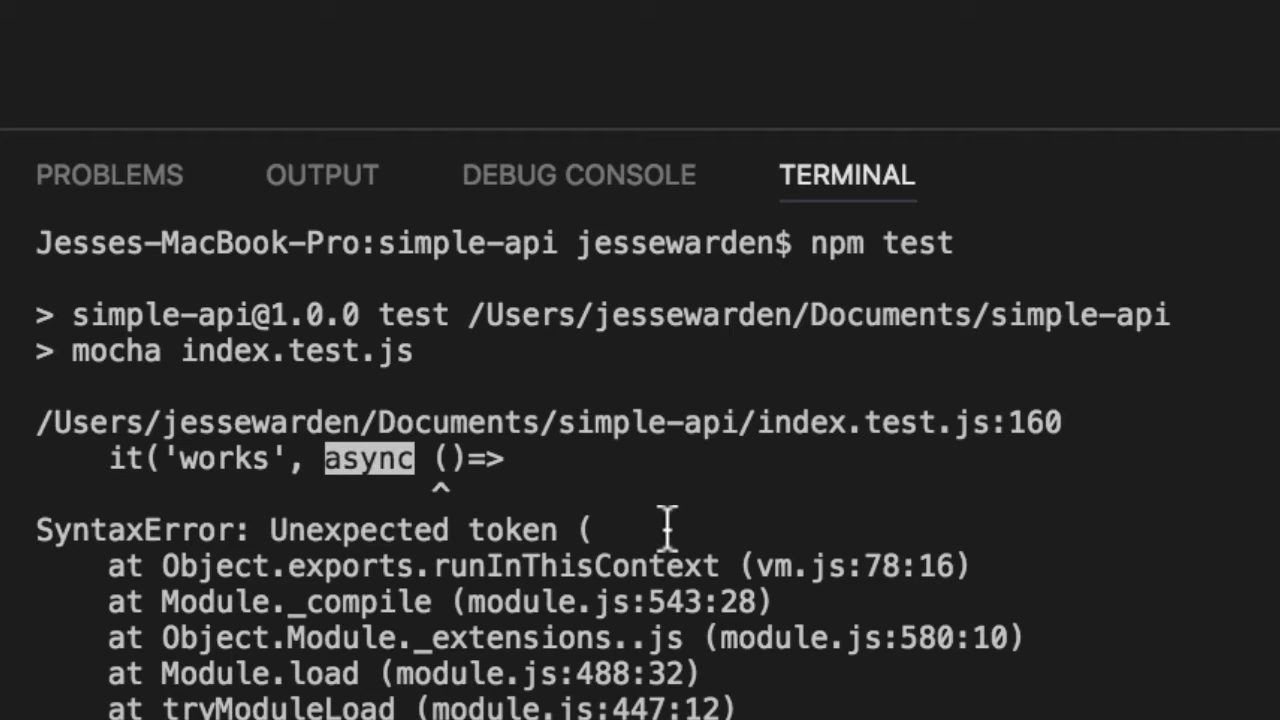 PROBLEMS OUTPUT DEBUG CONSOLE TERMINAL
Jesses-MacBook-Pro:simple-api jessewarden$ npm test
> simple-api@1.0.0 test /Users/jessewarden/Documents/simple-api
> mocha index.test.js
/Users/jessewarden/Documents/simple-api/index.test.js:160
it('works', async ()=>
^
SyntaxError: Unexpected token (
at Object.exports.runInThisContext (vm.js:78:16)
at Module._compile (module.js:543:28)
at Object.Module._extensions..js (module.js:580:10)
at Module.load (module.js:488:32)
at tryModuleLoad (module.js:447:12)